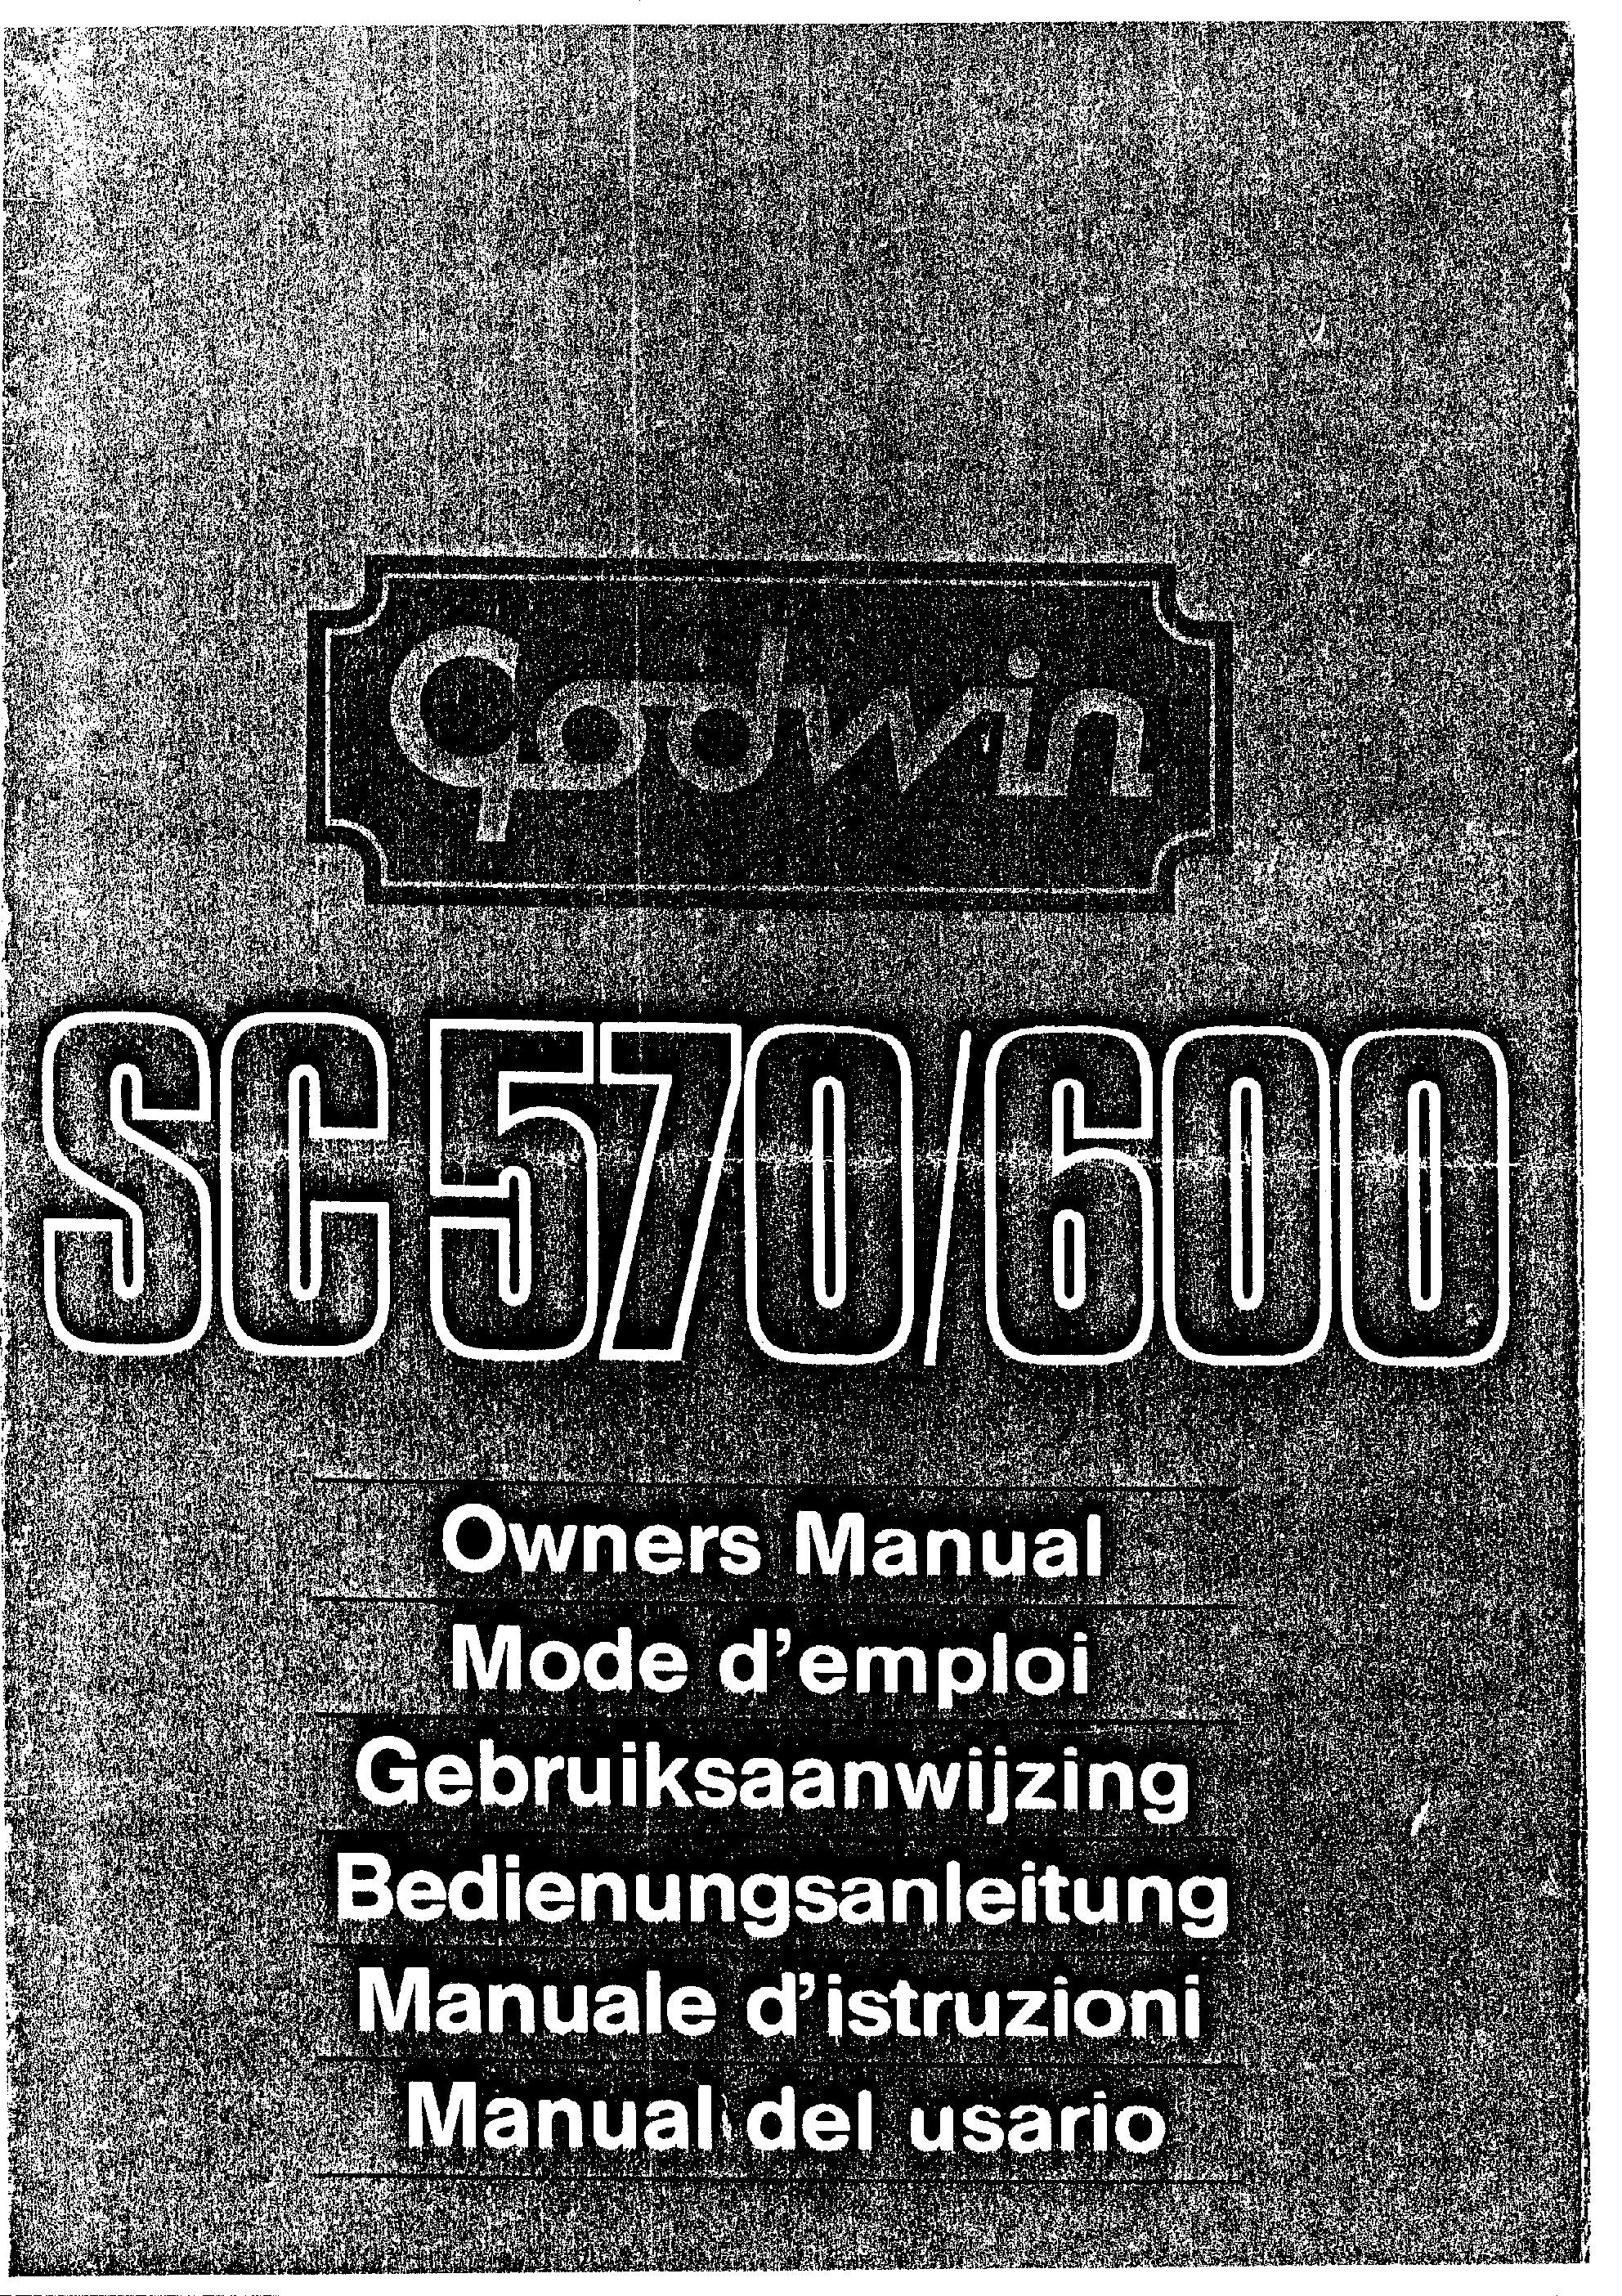 Godwin
SC 570/600
Owners Manual
Mode d'emploi
Gebruiksaanwijzing
Bedienungsanleitung
Manuale d'istruzioni
Manual del usario